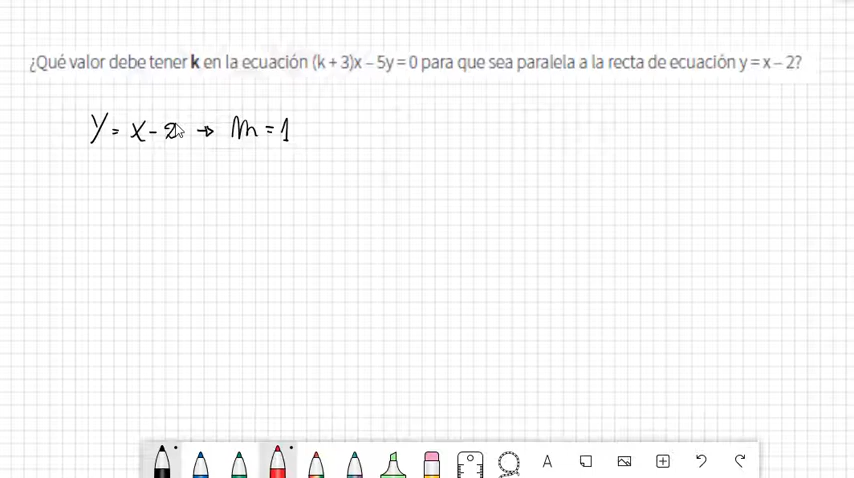 ¿Qué valor debe tener k en la ecuación (k + 3)x – 5y = 0 para que sea paralela a la recta de ecuación y = x – 2?
y = x - 2 → m = 1
A